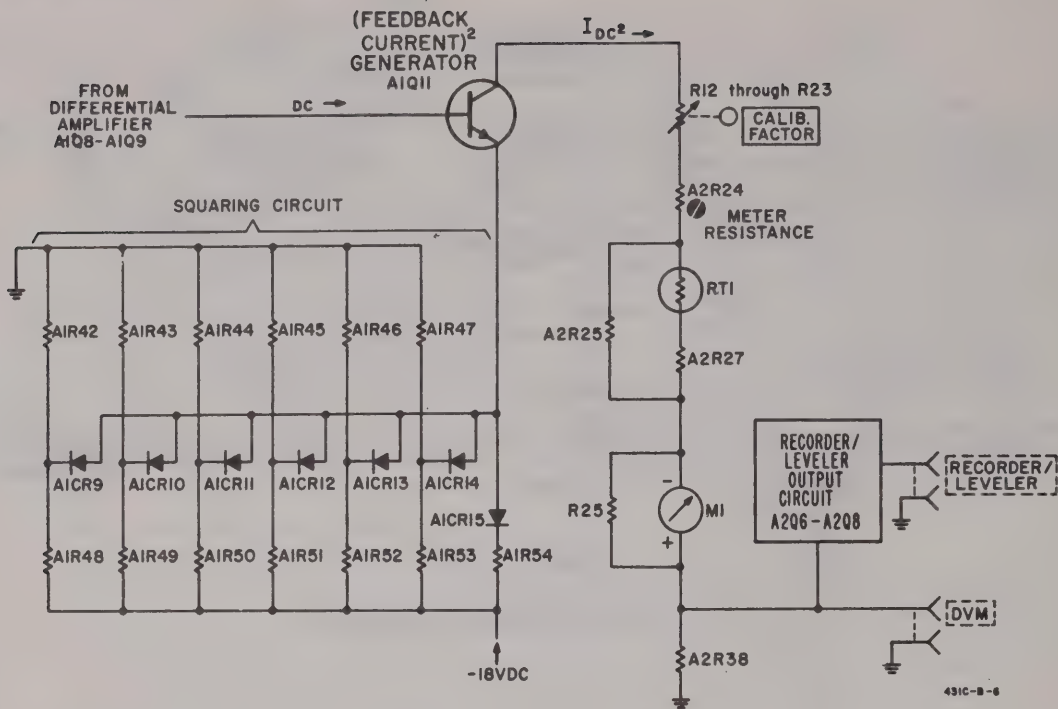 (FEEDBACK
CURRENT)²
GENERATOR
A1Q11
I DC² →
FROM
DIFFERENTIAL
AMPLIFIER
A1Q8-A1Q9
DC →
R12 through R23
CALIB.
FACTOR
A2R24
METER
RESISTANCE
SQUARING CIRCUIT
RT1
A1R42
A1R43
A1R44
A1R45
A1R46
A1R47
A2R25
A2R27
A1CR9
A1CR10
A1CR11
A1CR12
A1CR13
A1CR14
A1CR15
R25
-
M1
+
RECORDER/
LEVELER
OUTPUT
CIRCUIT
A2Q6-A2Q8
RECORDER/
LEVELER
A1R48
A1R49
A1R50
A1R51
A1R52
A1R53
A1R54
DVM
-18VDC
A2R38
431C-B-6